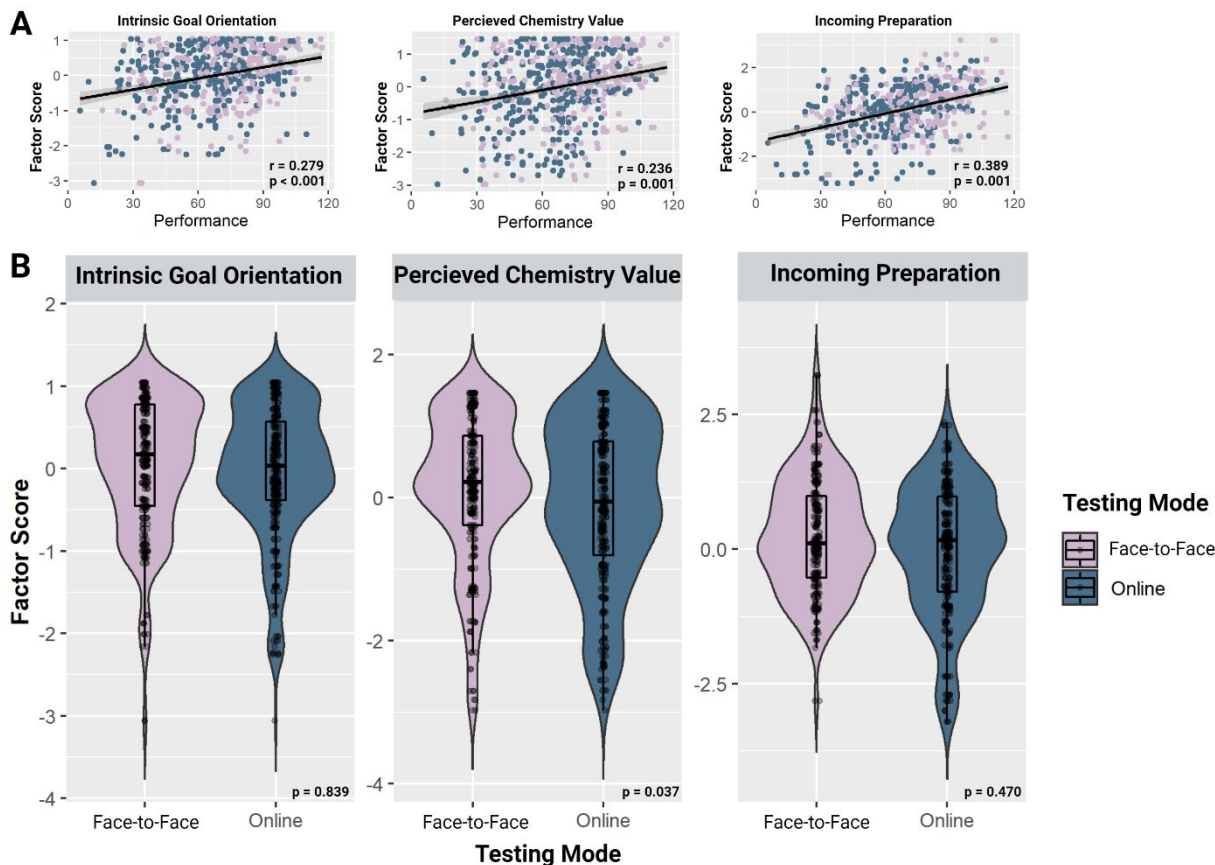 A
Intrinsic Goal Orientation
Percieved Chemistry Value
Incoming Preparation
Factor Score
1
0
-1
-2
-3
r = 0.279
p < 0.001
0
30
60
90
120
Performance
Factor Score
1
0
-1
-2
-3
r = 0.236
p = 0.001
0
30
60
90
120
Performance
Factor Score
2
0
-2
r = 0.389
p = 0.001
0
30
60
90
120
Performance
B
Intrinsic Goal Orientation
Percieved Chemistry Value
Incoming Preparation
Factor Score
2
1
0
-1
-2
-3
-4
p = 0.839
Face-to-Face
Online
2
0
-2
-4
p = 0.037
Face-to-Face
Online
2.5
0.0
-2.5
p = 0.470
Face-to-Face
Online
Testing Mode
Testing Mode
Face-to-Face
Online